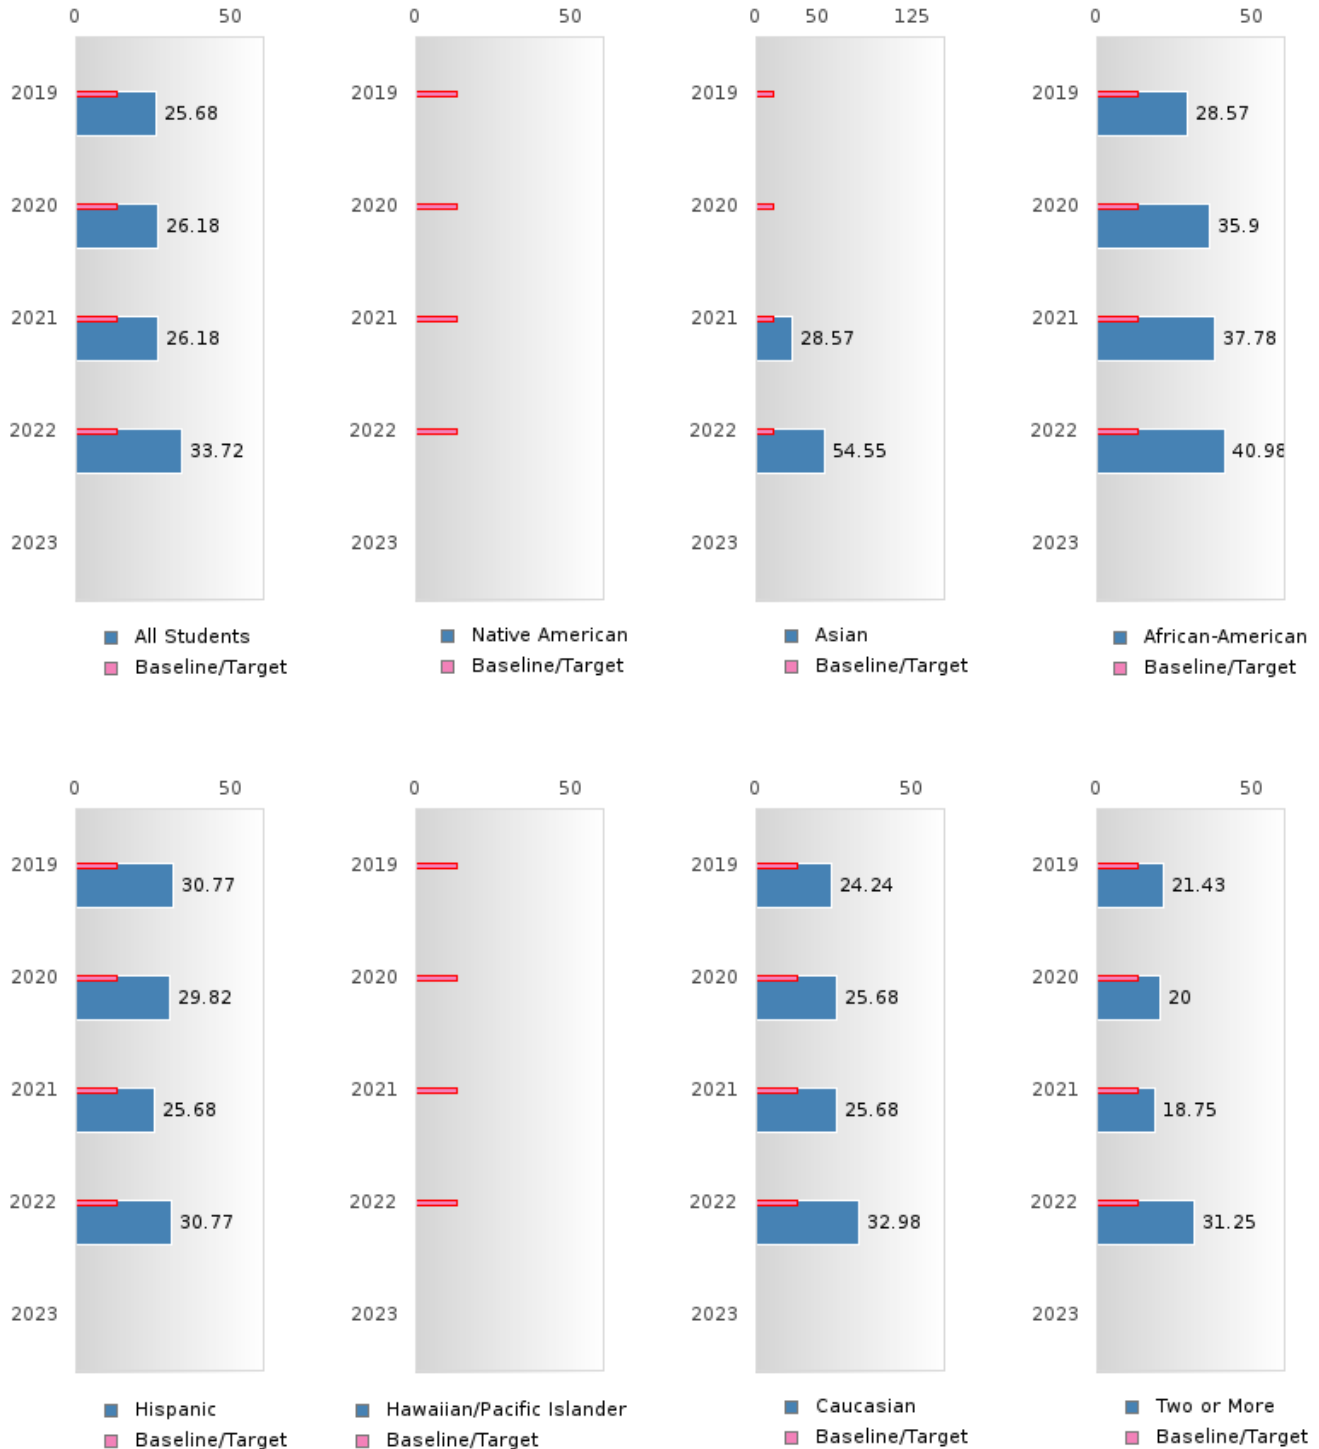 0 50 0 50 0 50 125 0 50
2019 2019 2019 2019
25.68 28.57
2020 2020 2020 2020
26.18 35.9
2021 2021 2021 2021
26.18 28.57 37.78
2022 2022 2022 2022
33.72 54.55 40.98
2023 2023 2023 2023
All Students Native American Asian African-American
Baseline/Target Baseline/Target Baseline/Target Baseline/Target
0 50 0 50 0 50 0 50
2019 2019 2019 2019
30.77 24.24 21.43
2020 2020 2020 2020
29.82 25.68 20
2021 2021 2021 2021
25.68 25.68 18.75
2022 2022 2022 2022
30.77 32.98 31.25
2023 2023 2023 2023
Hispanic Hawaiian/Pacific Islander Caucasian Two or More
Baseline/Target Baseline/Target Baseline/Target Baseline/Target